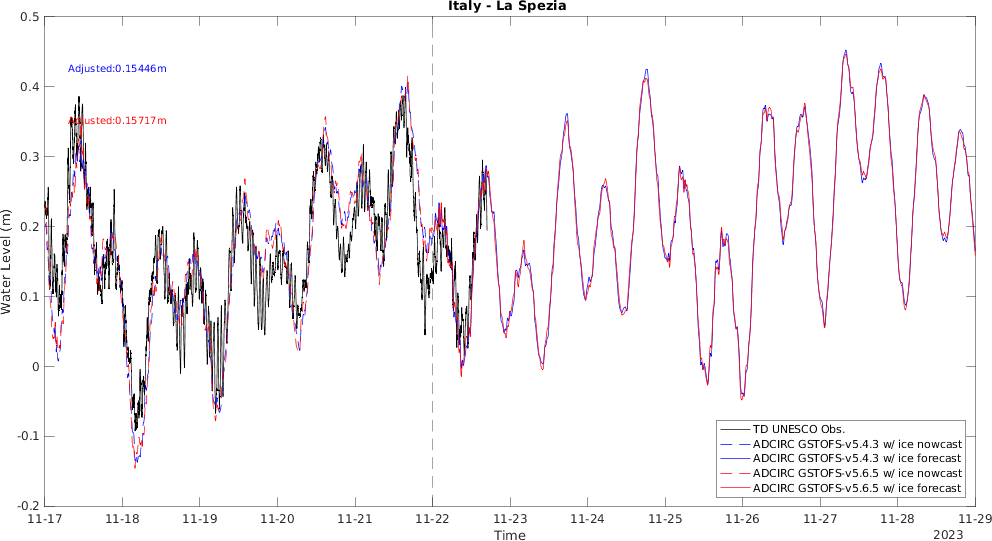 Italy - La Spezia
Water Level (m)
0.5
0.4
0.3
0.2
0.1
0
-0.1
-0.2
Adjusted:0.15446m
Adjusted:0.15717m
TD UNESCO Obs.
ADCIRC GSTOFS-v5.4.3 w/ ice nowcast
ADCIRC GSTOFS-v5.4.3 w/ ice forecast
ADCIRC GSTOFS-v5.6.5 w/ ice nowcast
ADCIRC GSTOFS-v5.6.5 w/ ice forecast
11-17 11-18 11-19 11-20 11-21 11-22 11-23 11-24 11-25 11-26 11-27 11-28 11-29
Time
2023